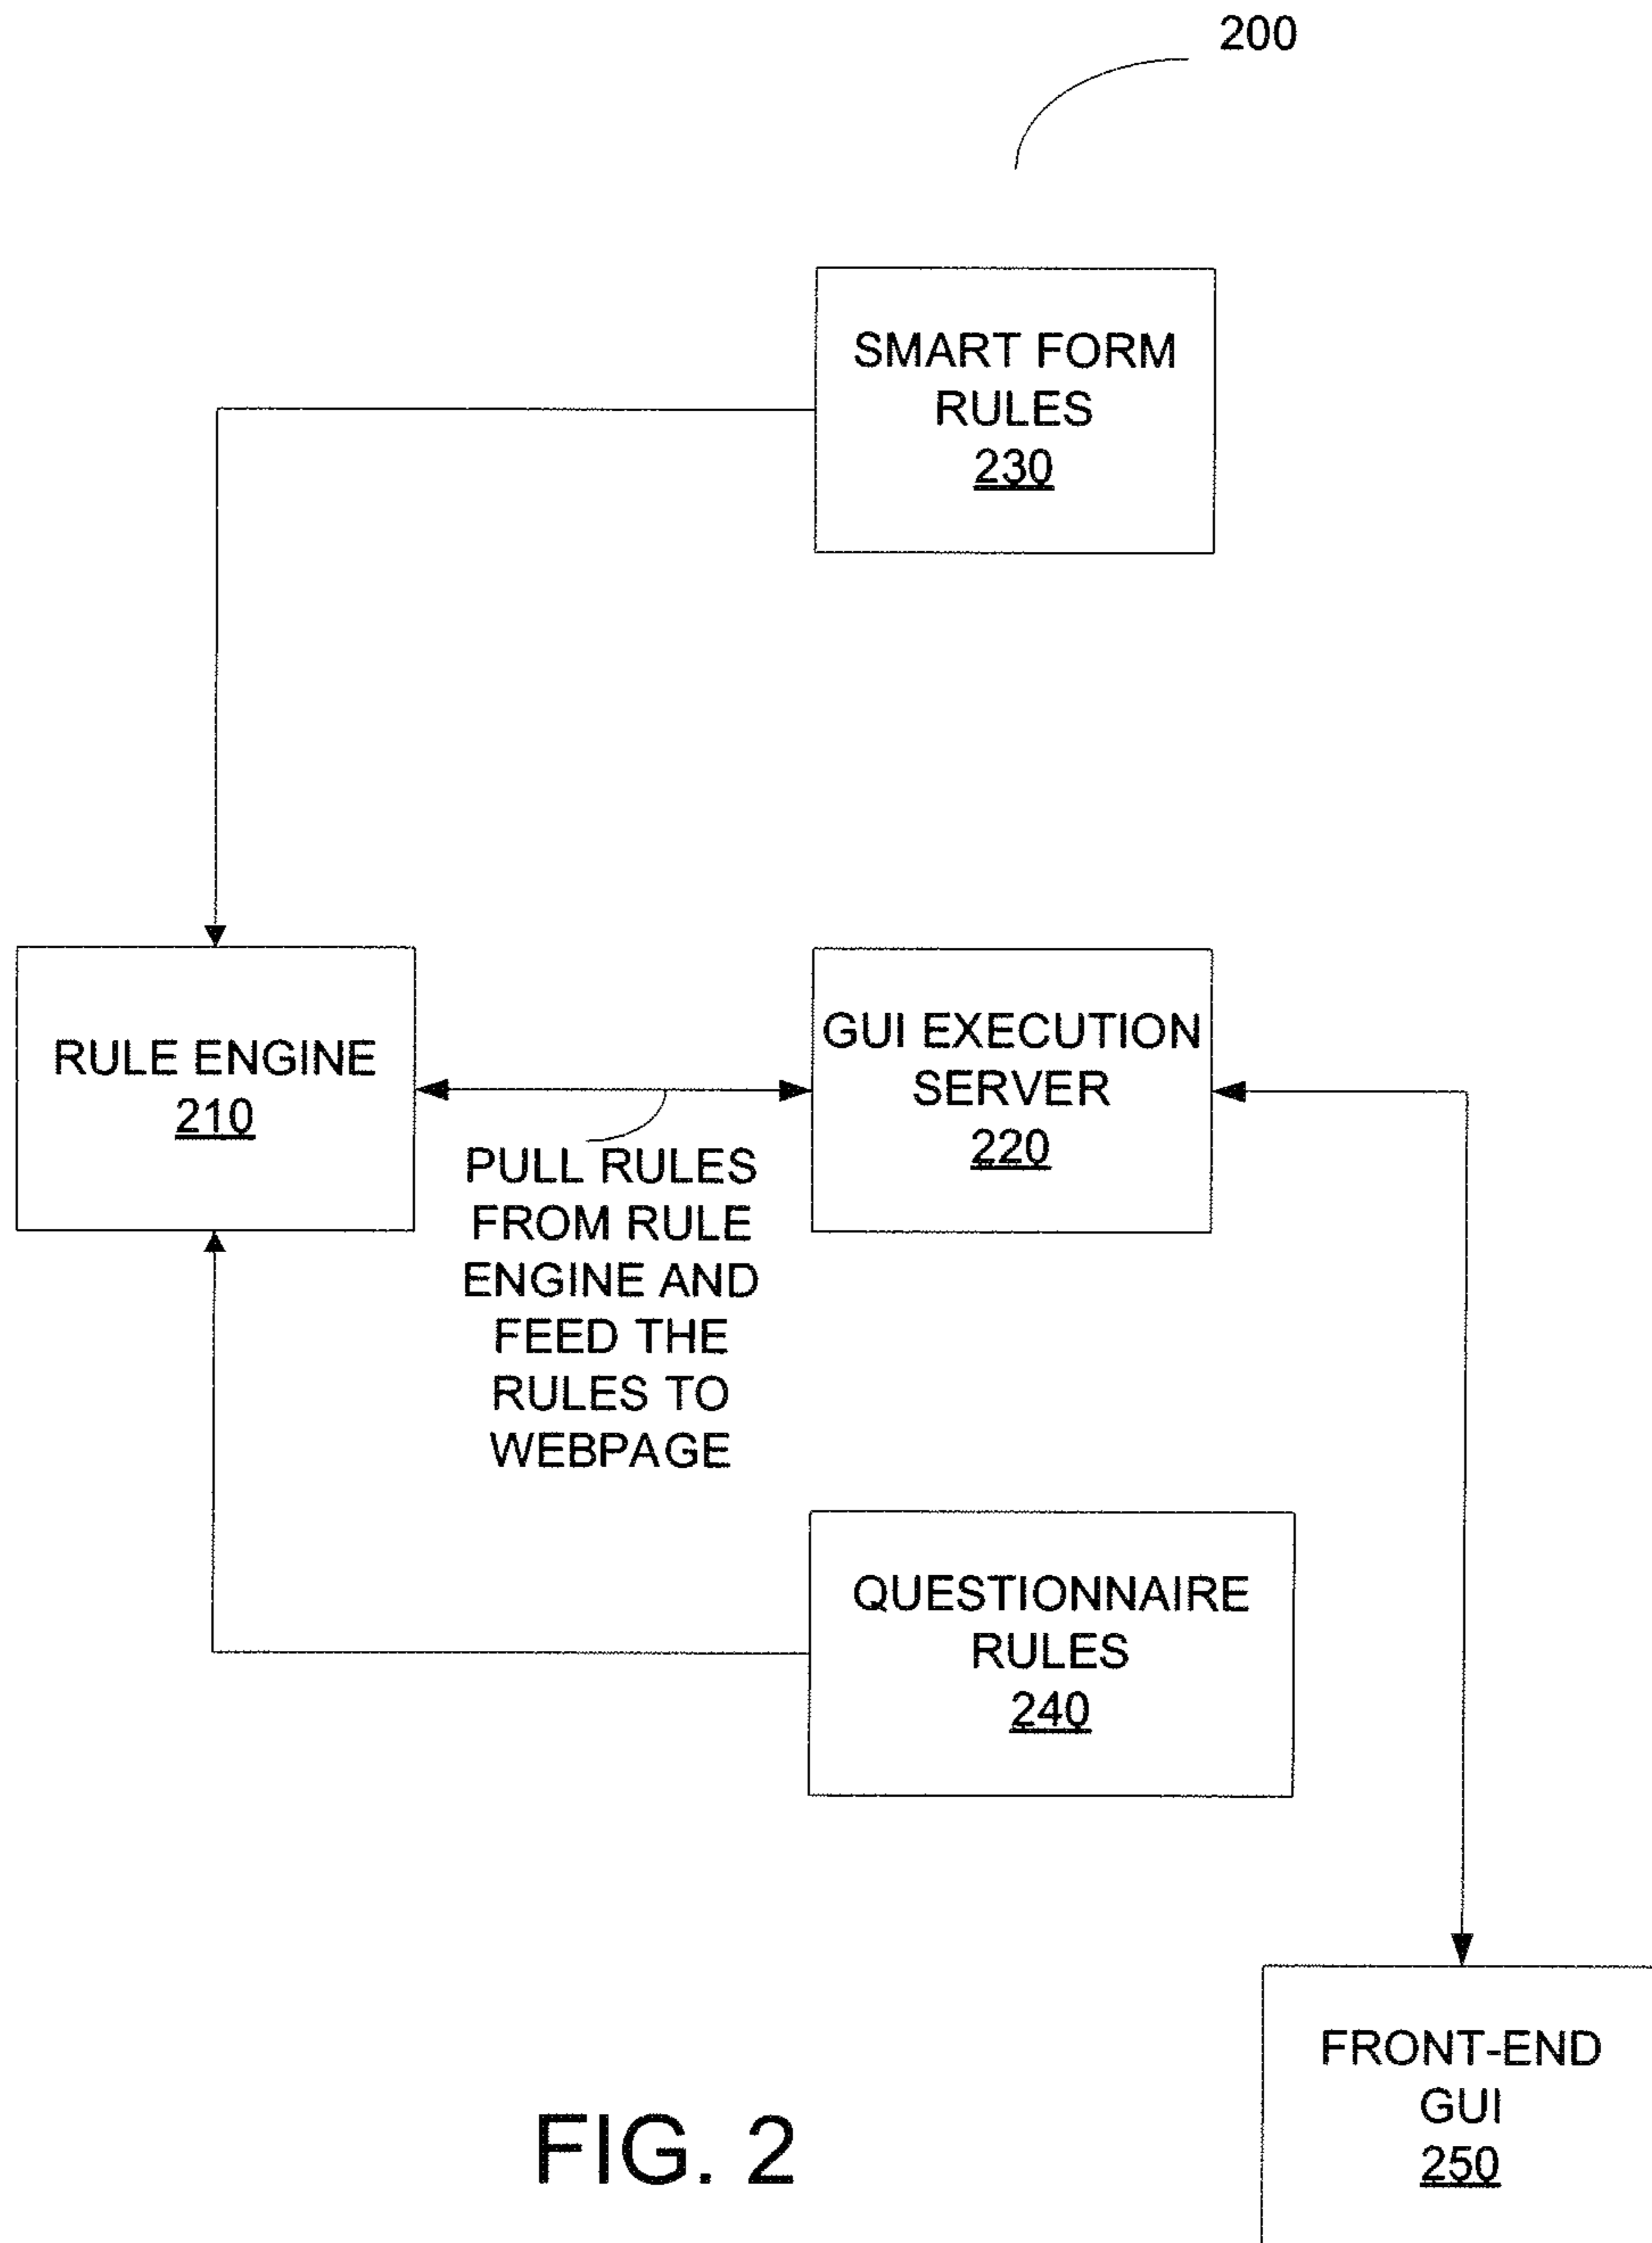 200
SMART FORM
RULES
230
RULE ENGINE
210
GUI EXECUTION
SERVER
220
PULL RULES
FROM RULE
ENGINE AND
FEED THE
RULES TO
WEBPAGE
QUESTIONNAIRE
RULES
240
FRONT-END
GUI
250
FIG. 2